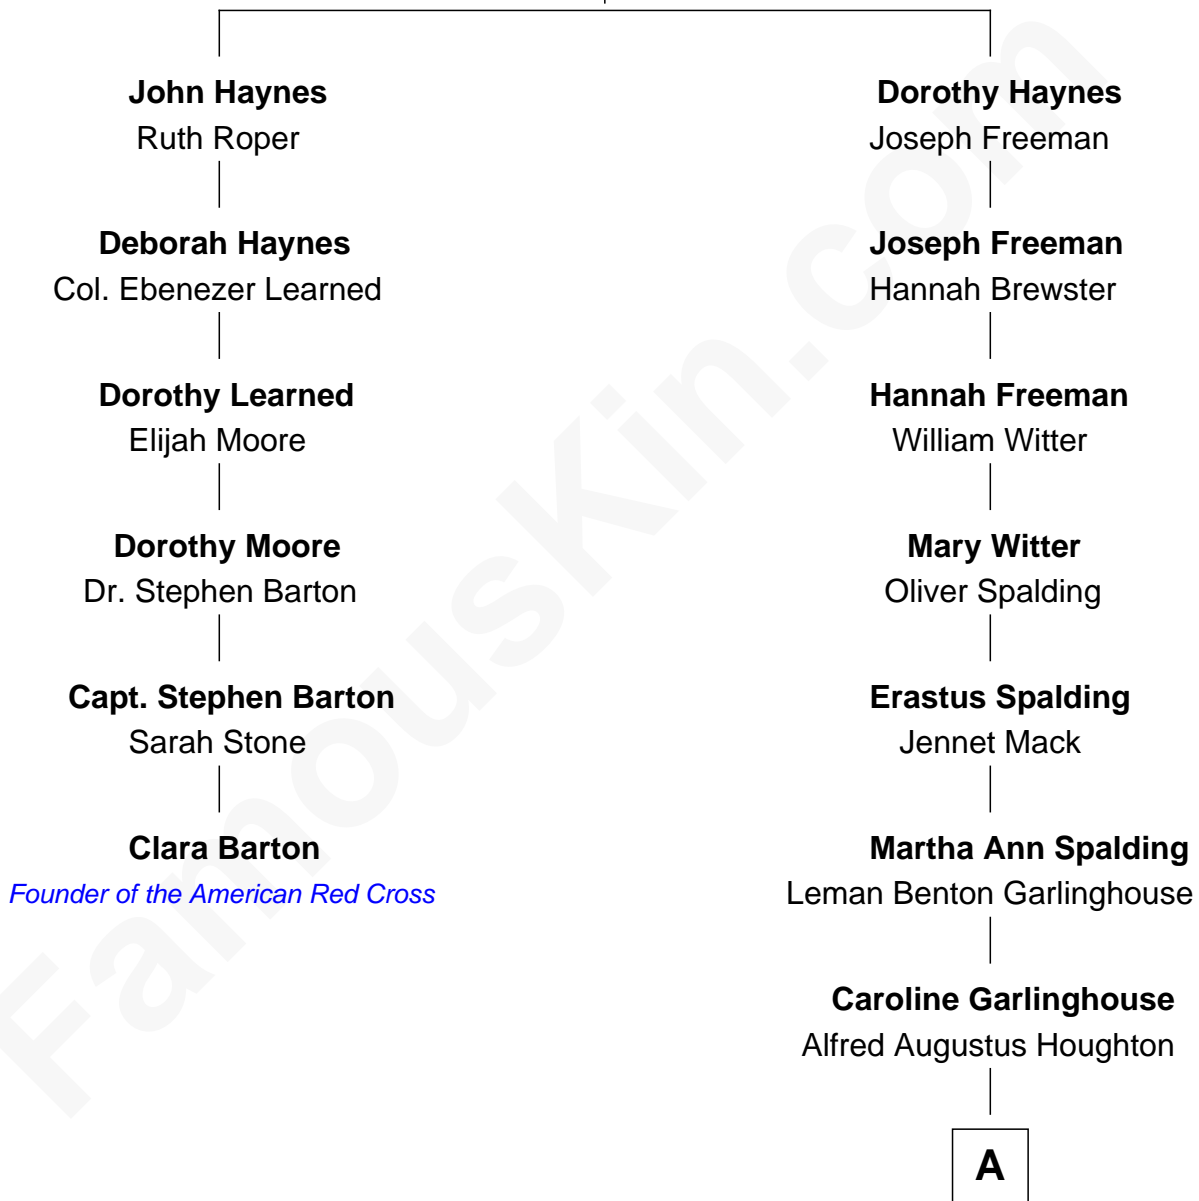 John Haynes
Ruth Roper
Dorothy Haynes
Joseph Freeman
Deborah Haynes
Col. Ebenezer Learned
Joseph Freeman
Hannah Brewster
Dorothy Learned
Elijah Moore
Hannah Freeman
William Witter
Dorothy Moore
Dr. Stephen Barton
Mary Witter
Oliver Spalding
Capt. Stephen Barton
Sarah Stone
Erastus Spalding
Jennet Mack
Clara Barton
Founder of the American Red Cross
Martha Ann Spalding
Leman Benton Garlinghouse
Caroline Garlinghouse
Alfred Augustus Houghton
A
FamousKin.com